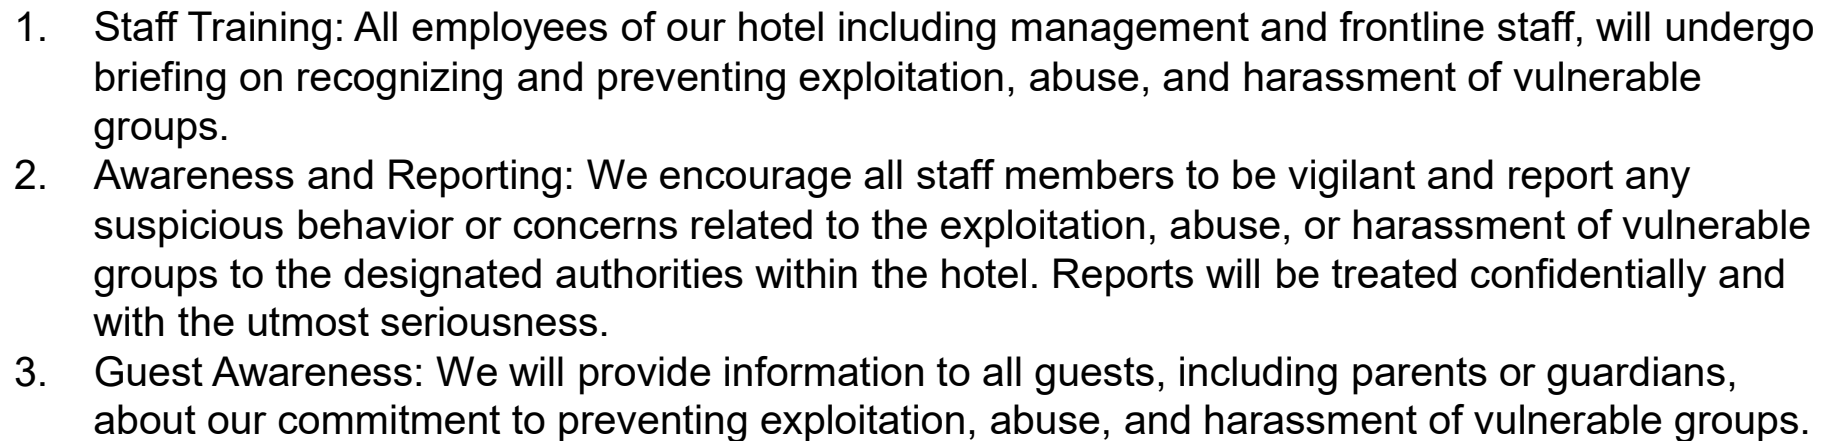 1. Staff Training: All employees of our hotel including management and frontline staff, will undergo
briefing on recognizing and preventing exploitation, abuse, and harassment of vulnerable
groups.
2. Awareness and Reporting: We encourage all staff members to be vigilant and report any
suspicious behavior or concerns related to the exploitation, abuse, or harassment of vulnerable
groups to the designated authorities within the hotel. Reports will be treated confidentially and
with the utmost seriousness.
3. Guest Awareness: We will provide information to all guests, including parents or guardians,
about our commitment to preventing exploitation, abuse, and harassment of vulnerable groups.